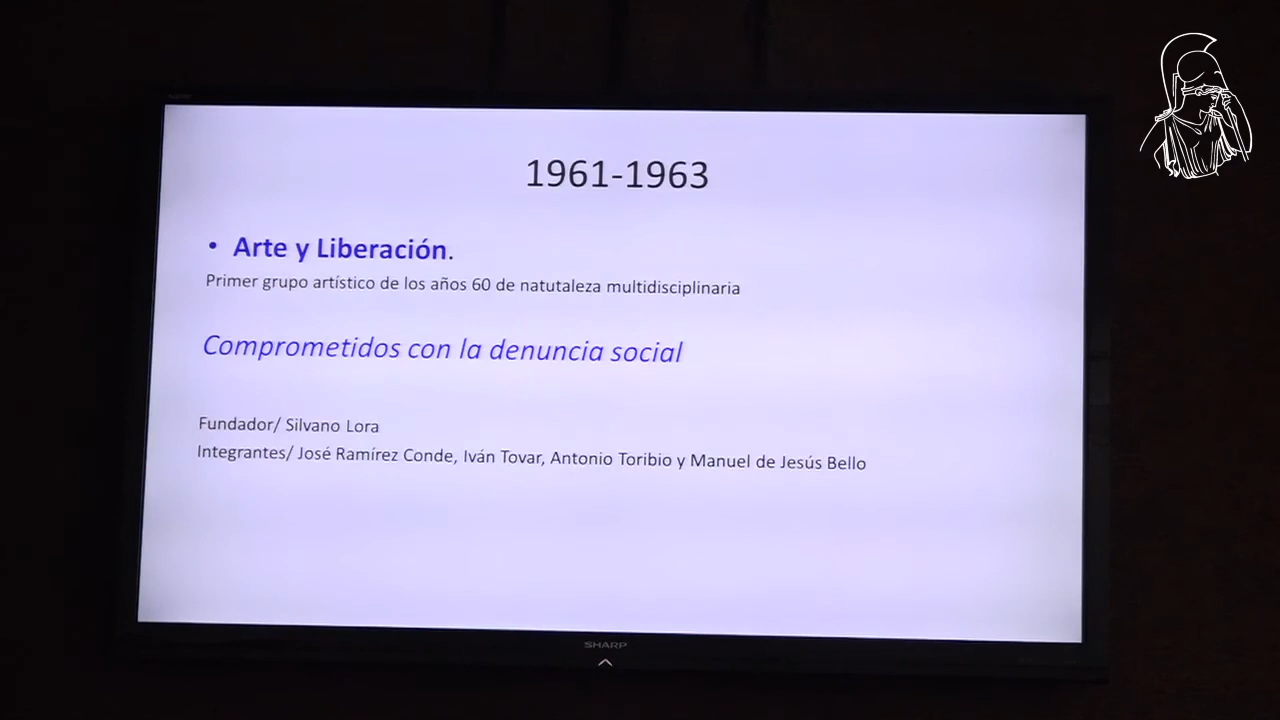 1961-1963
• Arte y Liberación.
Primer grupo artístico de los años 60 de natutaleza multidisciplinaria
Comprometidos con la denuncia social
Fundador/ Silvano Lora
Integrantes/ José Ramírez Conde, Iván Tovar, Antonio Toribio y Manuel de Jesús Bello
SHARP